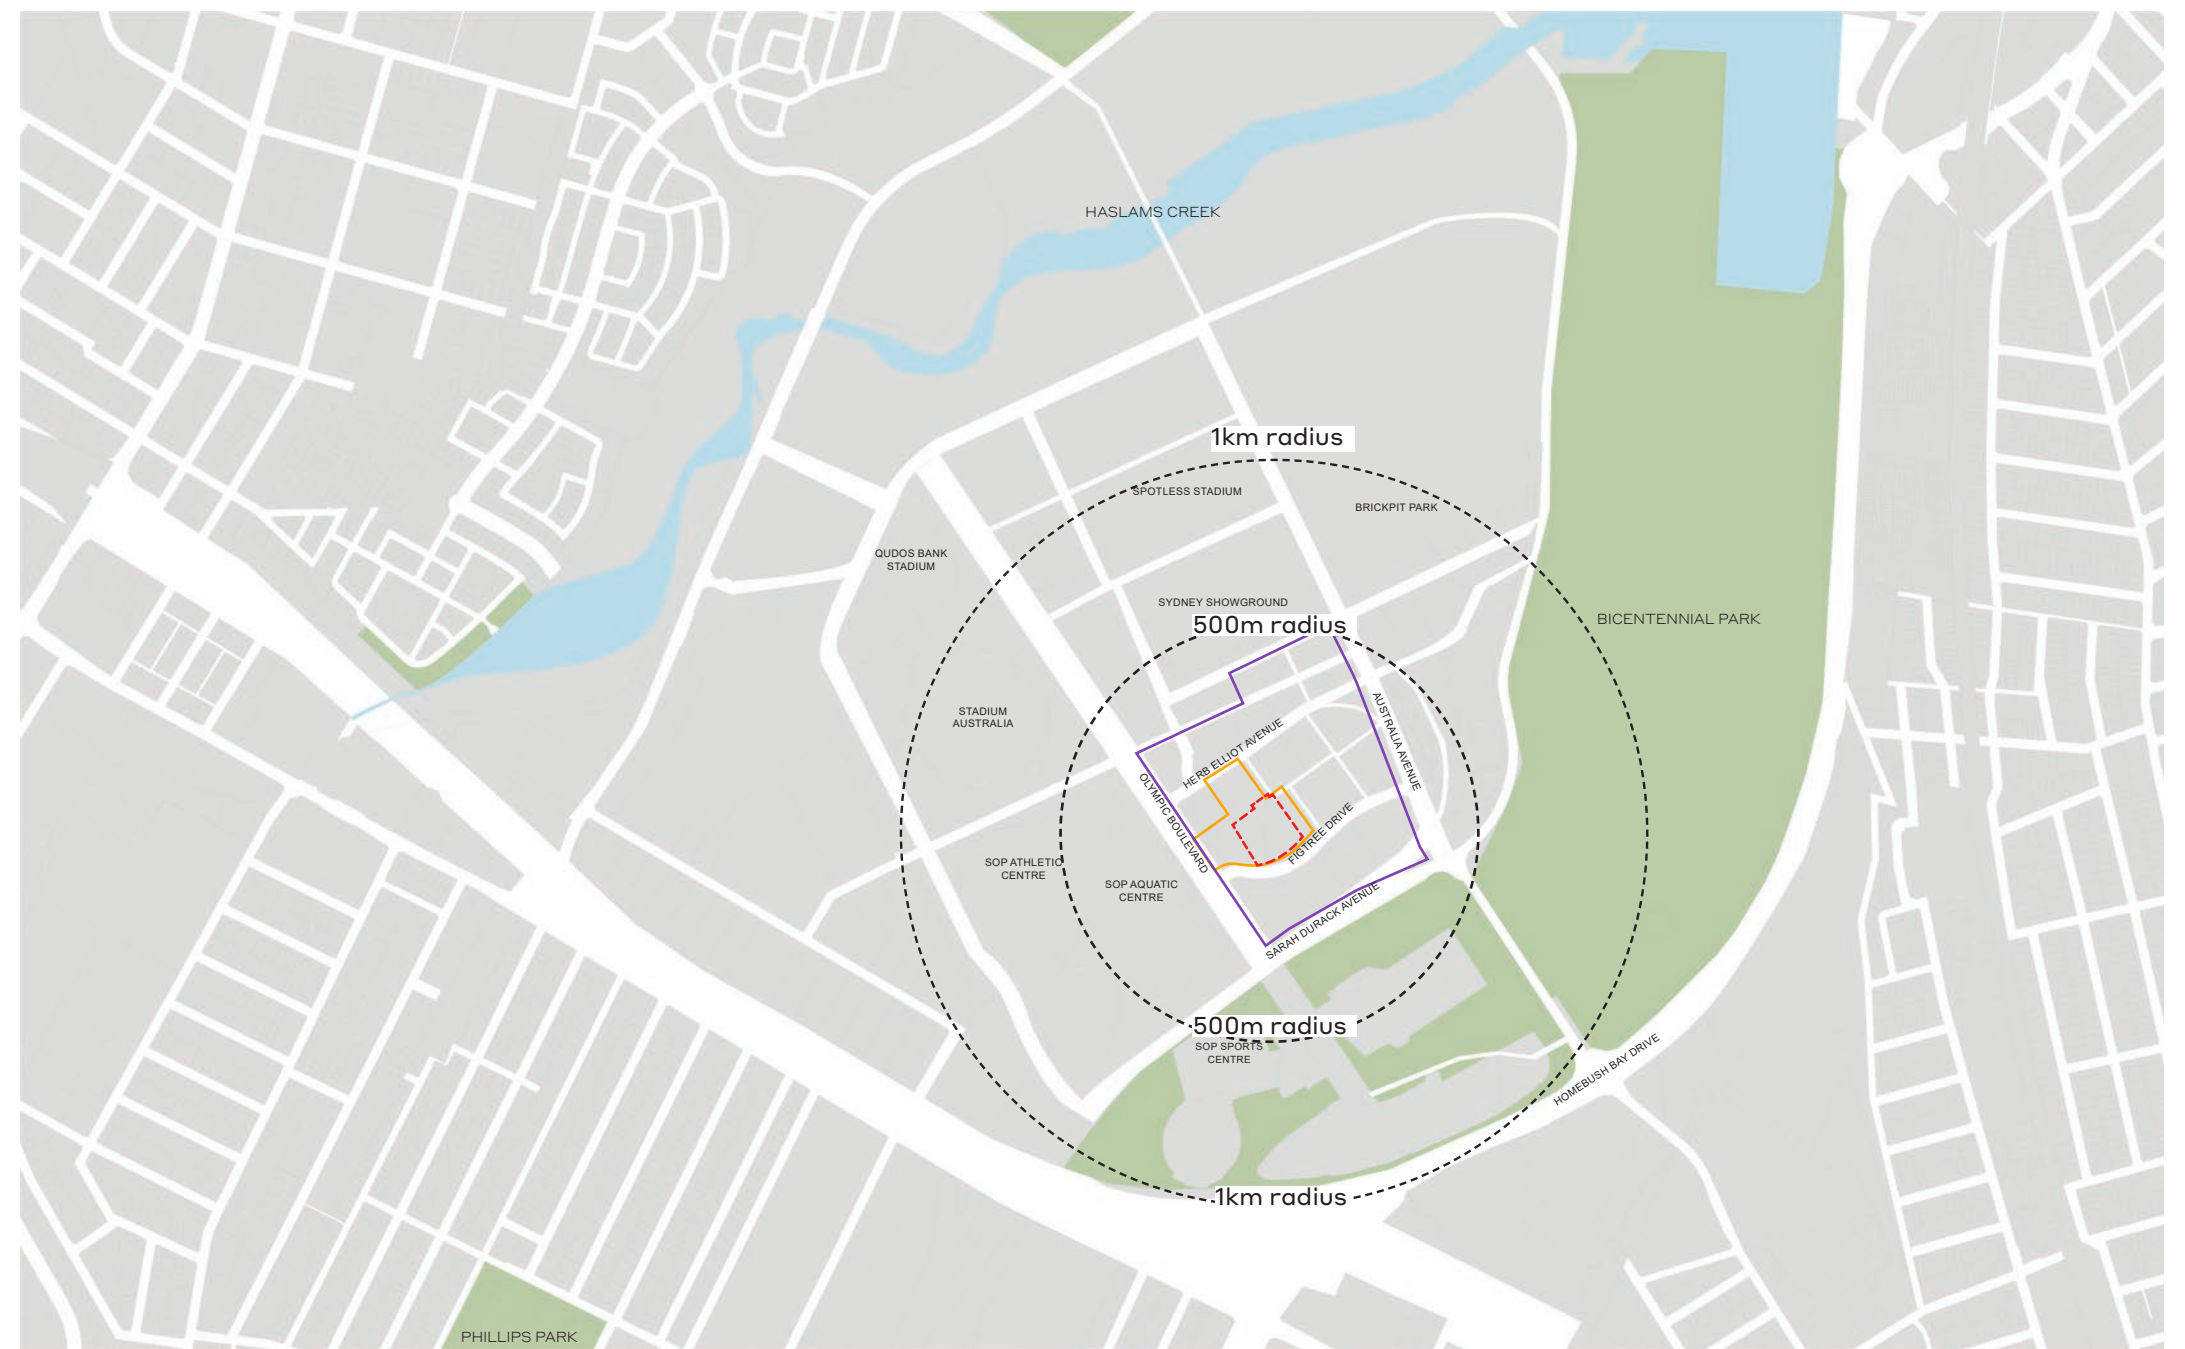 HASLAMS CREEK
1km radius
SPOTLESS STADIUM
BRICKPIT PARK
QUDOS BANK
STADIUM
SYDNEY SHOWGROUND
500m radius
BICENTENNIAL PARK
STADIUM
AUSTRALIA
AUSTRALIA AVENUE
HERB ELLIOT AVENUE
OLYMPIC BOULEVARD
FIGTREE DRIVE
SOP ATHLETIC
CENTRE
SOP AQUATIC
CENTRE
SARAH DURACK AVENUE
500m radius
SOP SPORTS
CENTRE
HOMEBUSH BAY DRIVE
1km radius
PHILLIPS PARK